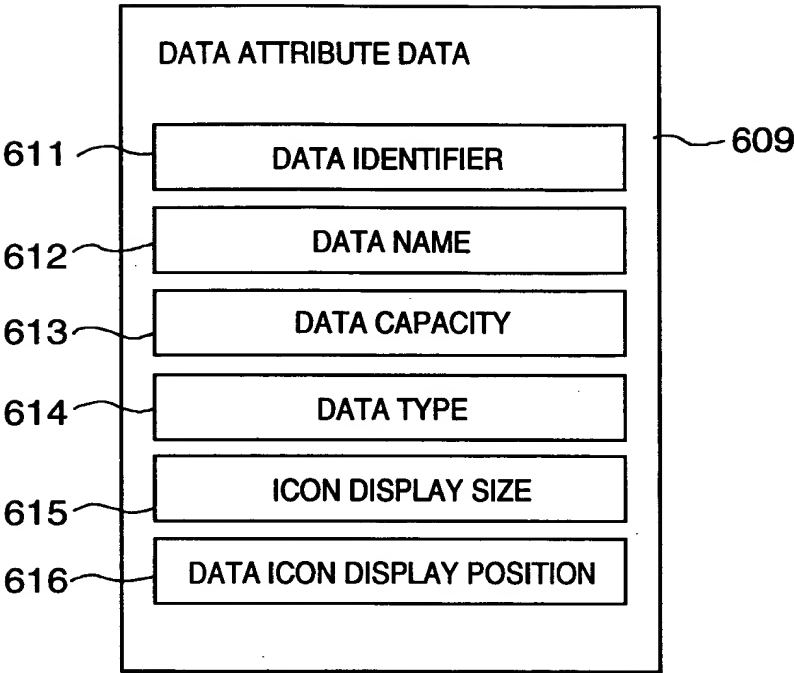 DATA ATTRIBUTE DATA
611 DATA IDENTIFIER 609
612 DATA NAME
613 DATA CAPACITY
614 DATA TYPE
615 ICON DISPLAY SIZE
616 DATA ICON DISPLAY POSITION